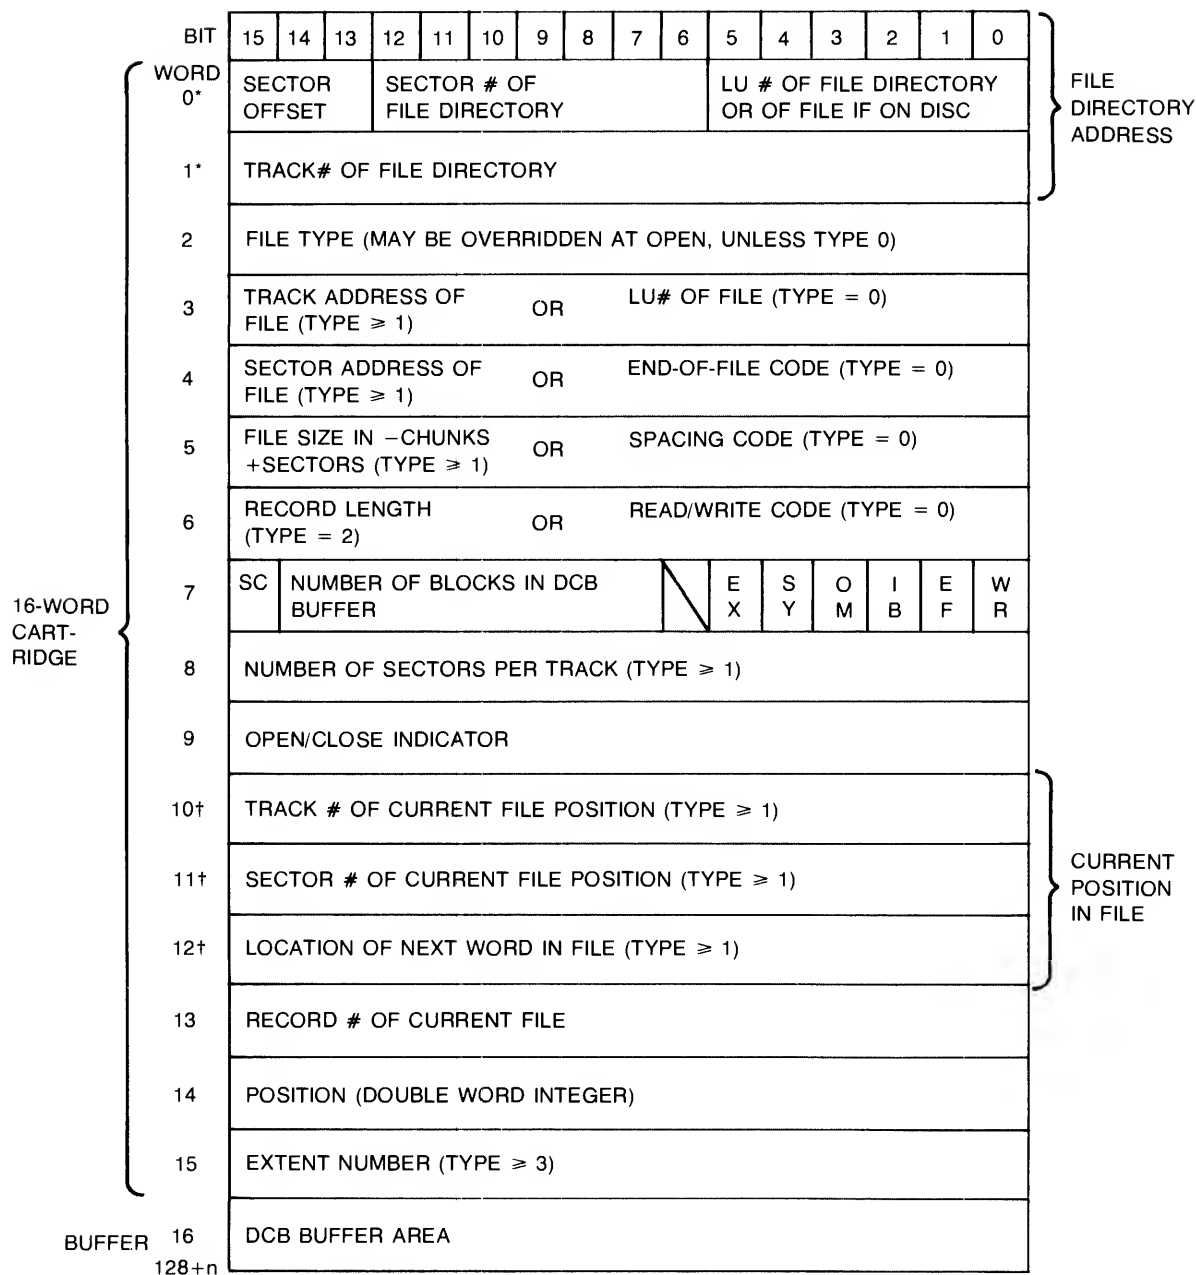 BIT 15 14 13 12 11 10 9 8 7 6 5 4 3 2 1 0
WORD
0*
SECTOR
OFFSET
SECTOR # OF
FILE DIRECTORY
LU # OF FILE DIRECTORY
OR OF FILE IF ON DISC
FILE
DIRECTORY
ADDRESS
1* TRACK# OF FILE DIRECTORY
2 FILE TYPE (MAY BE OVERRIDDEN AT OPEN, UNLESS TYPE 0)
3 TRACK ADDRESS OF
FILE (TYPE ⩾ 1)
OR
LU# OF FILE (TYPE = 0)
4 SECTOR ADDRESS OF
FILE (TYPE ⩾ 1)
OR
END-OF-FILE CODE (TYPE = 0)
5 FILE SIZE IN −CHUNKS
+SECTORS (TYPE ⩾ 1)
OR
SPACING CODE (TYPE = 0)
6 RECORD LENGTH
(TYPE = 2)
OR
READ/WRITE CODE (TYPE = 0)
7 SC NUMBER OF BLOCKS IN DCB
BUFFER
EX SY OM IB EF WR
16-WORD
CART-
RIDGE
8 NUMBER OF SECTORS PER TRACK (TYPE ⩾ 1)
9 OPEN/CLOSE INDICATOR
10† TRACK # OF CURRENT FILE POSITION (TYPE ⩾ 1)
11† SECTOR # OF CURRENT FILE POSITION (TYPE ⩾ 1)
12† LOCATION OF NEXT WORD IN FILE (TYPE ⩾ 1)
CURRENT
POSITION
IN FILE
13 RECORD # OF CURRENT FILE
14 POSITION (DOUBLE WORD INTEGER)
15 EXTENT NUMBER (TYPE ⩾ 3)
BUFFER 16 DCB BUFFER AREA
128+n